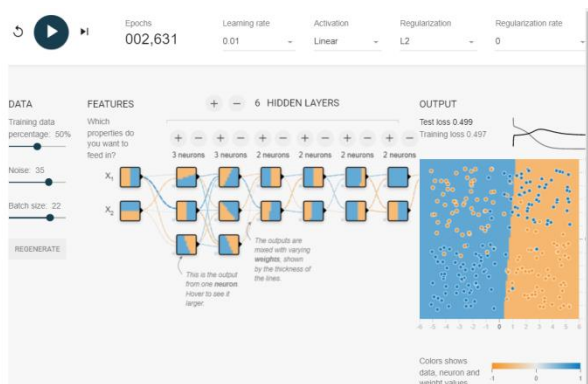 Epochs
002,631
Learning rate
0.01
Activation
Linear
Regularization
L2
Regularization rate
0
DATA
Training data
percentage: 50%
Noise: 35
Batch size: 22
REGENERATE
FEATURES
Which
properties do
you want to
feed in?
X1
X2
+ − 6 HIDDEN LAYERS
+ − + − + − + − + − + −
3 neurons 3 neurons 2 neurons 2 neurons 2 neurons 2 neurons
This is the output
from one neuron.
Hover to see it
larger.
The outputs are
mixed with varying
weights, shown
by the thickness of
the lines.
OUTPUT
Test loss 0.499
Training loss 0.497
-6 -5 -4 -3 -2 -1 0 1 2 3 4 5 6
Colors shows
data, neuron and
weight values.
-1 0 1